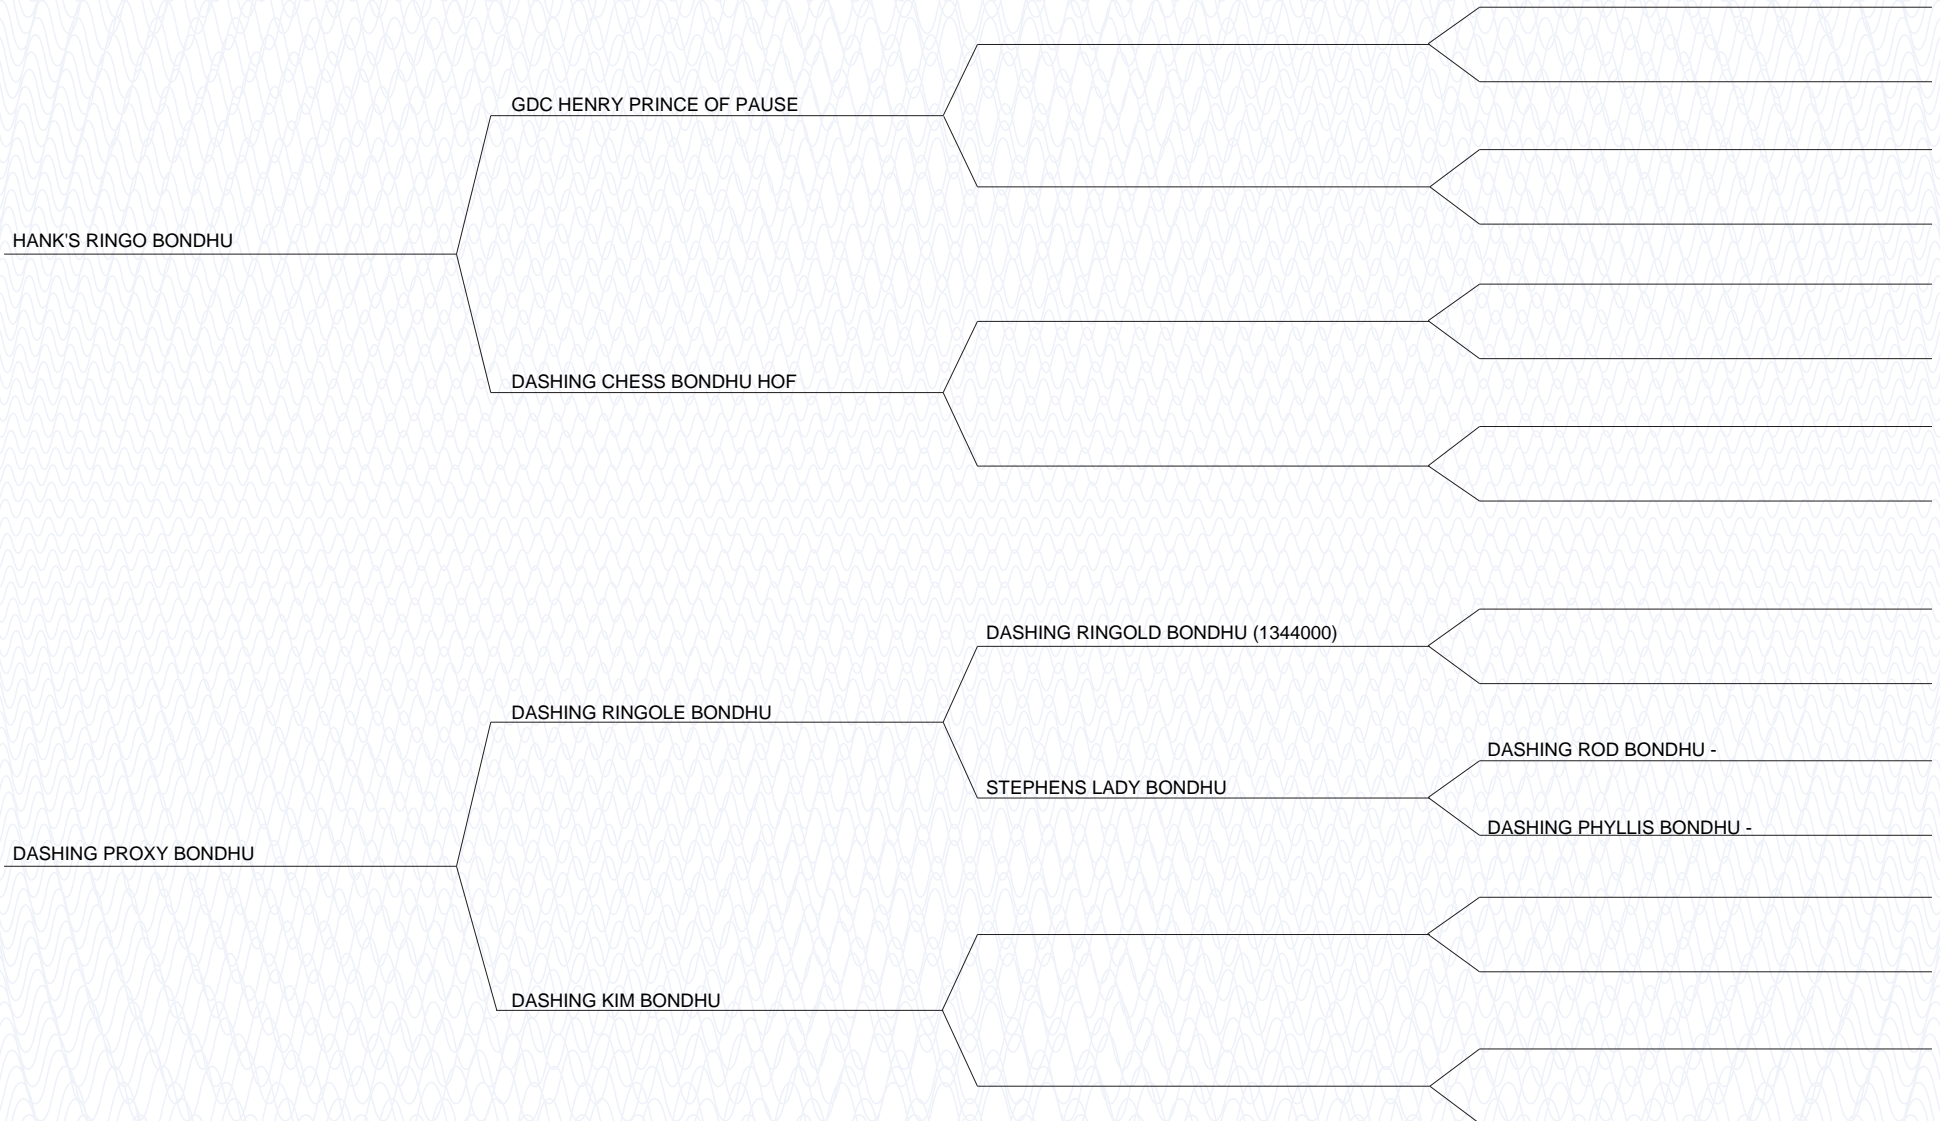 GDC HENRY PRINCE OF PAUSE
HANK'S RINGO BONDHU
DASHING CHESS BONDHU HOF
DASHING RINGOLD BONDHU (1344000)
DASHING RINGOLE BONDHU
DASHING ROD BONDHU -
STEPHENS LADY BONDHU
DASHING PHYLLIS BONDHU -
DASHING PROXY BONDHU
DASHING KIM BONDHU